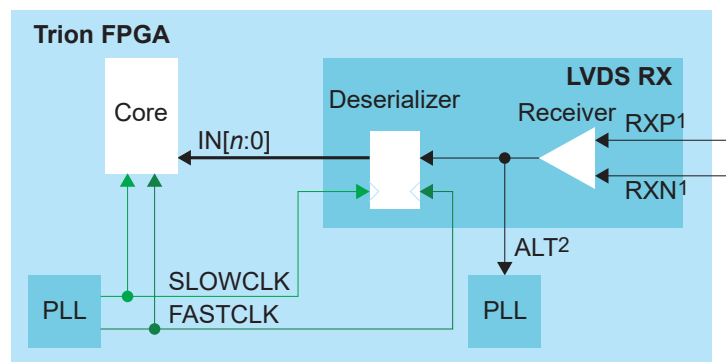 Trion FPGA
LVDS RX
Deserializer
Core
Receiver
RXP1
IN[n:0]
RXN1
ALT2
SLOWCLK
PLL
PLL
FASTCLK